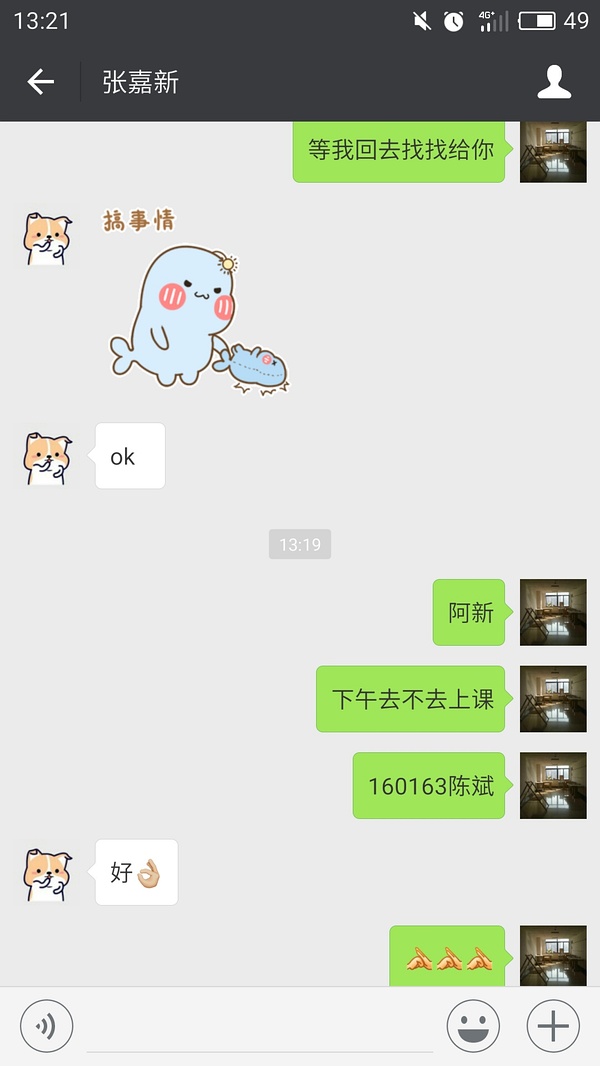 13:21
4G+
49
张嘉新
等我回去找找给你
搞事情
ok
13:19
阿新
下午去不去上课
160163陈斌
好👌🏼
🙏🙏🙏